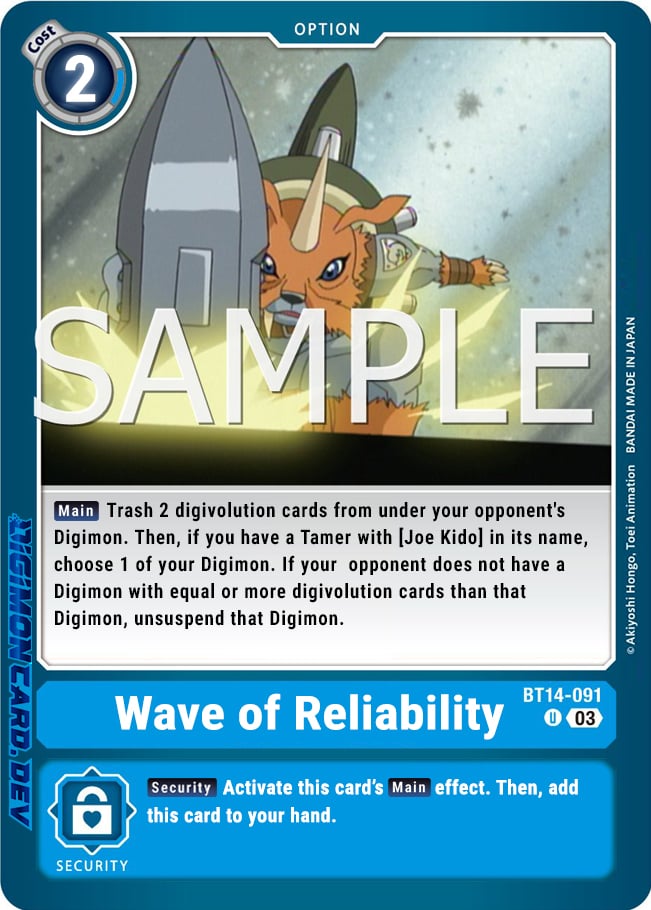 OPTION
Cost
2
SAMPLE
Main Trash 2 digivolution cards from under your opponent's
Digimon. Then, if you have a Tamer with [Joe Kido] in its name,
choose 1 of your Digimon. If your opponent does not have a
Digimon with equal or more digivolution cards than that
Digimon, unsuspend that Digimon.
© Akiyoshi Hongo, Toei Animation BANDAI MADE IN JAPAN
DIGIMONCARD.DEV
Wave of Reliability
BT14-091
U 03
Security Activate this card's Main effect. Then, add
this card to your hand.
SECURITY